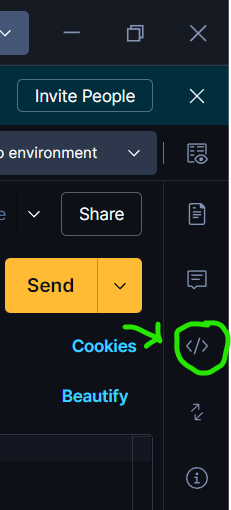 Invite People
o environment
e
Share
Send
Cookies
</>
Beautify
i